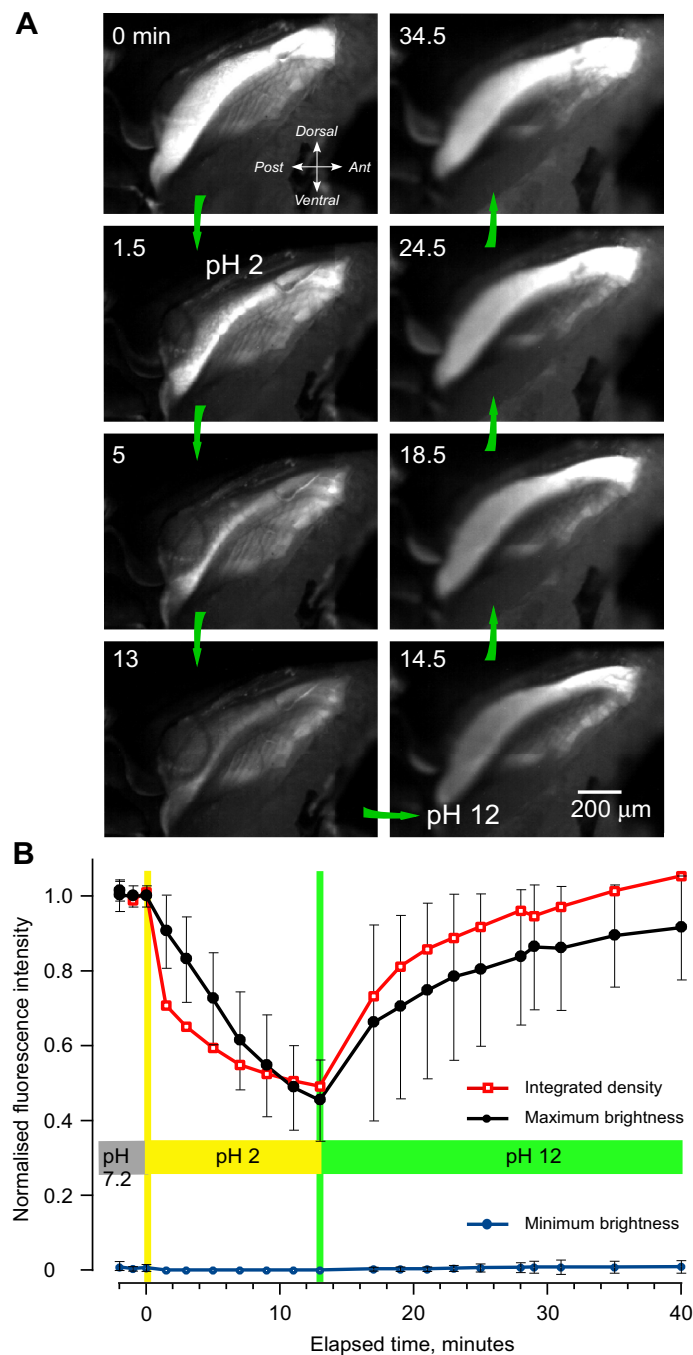 A
0 min
34.5
Dorsal
Post
Ant
Ventral
1.5
pH 2
24.5
5
18.5
13
14.5
pH 12
200 µm
B
Normalised fluorescence intensity
1.0
0.8
0.6
0.4
0.2
0
Integrated density
Maximum brightness
pH
7.2
pH 2
pH 12
Minimum brightness
0
10
20
30
40
Elapsed time, minutes